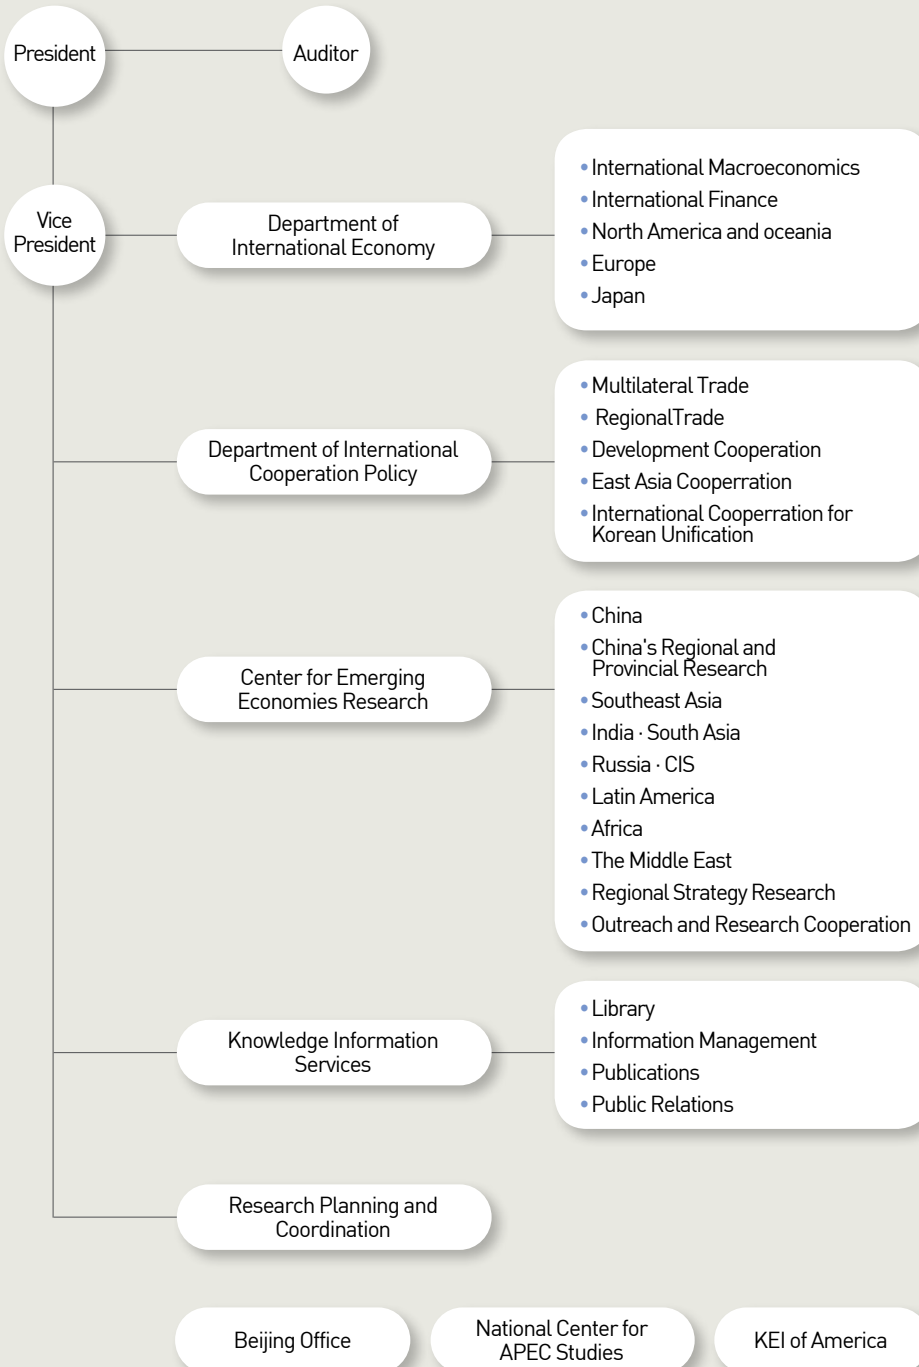 President
Auditor
Vice
President
Department of
International Economy
• International Macroeconomics
• International Finance
• North America and oceania
• Europe
• Japan
Department of International
Cooperation Policy
• Multilateral Trade
• RegionalTrade
• Development Cooperation
• East Asia Cooperration
• International Cooperration for
Korean Unification
Center for Emerging
Economies Research
• China
• China's Regional and
Provincial Research
• Southeast Asia
• India · South Asia
• Russia · CIS
• Latin America
• Africa
• The Middle East
• Regional Strategy Research
• Outreach and Research Cooperation
Knowledge Information
Services
• Library
• Information Management
• Publications
• Public Relations
Research Planning and
Coordination
Beijing Office
National Center for
APEC Studies
KEI of America